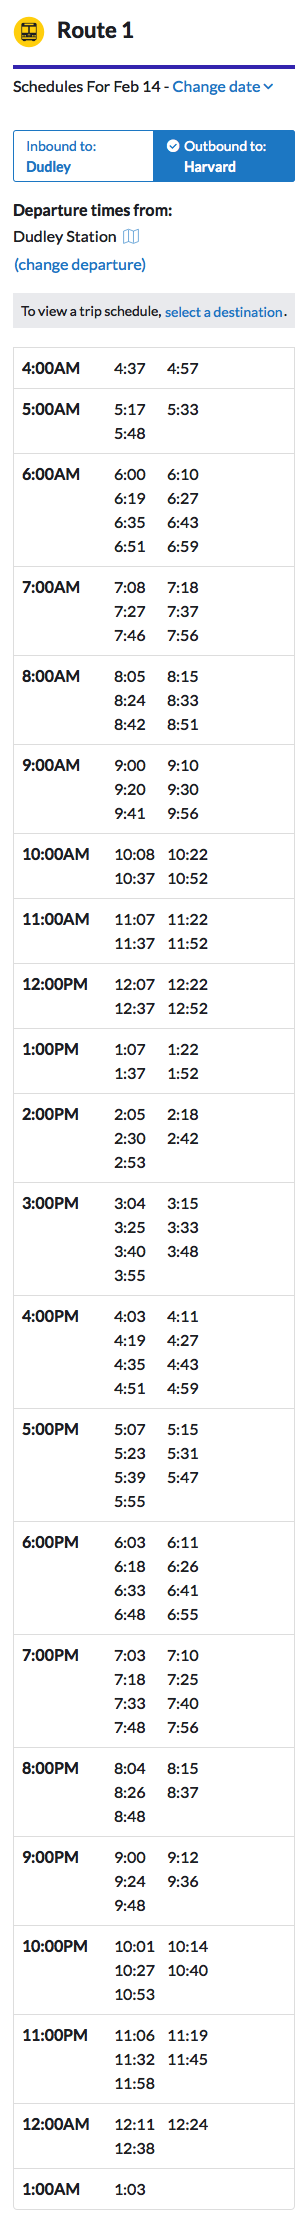 Route 1
Schedules For Feb 14 - Change date
Inbound to: Outbound to:
Dudley Harvard
Departure times from:
Dudley Station
(change departure)
To view a trip schedule, select a destination.
4:00AM 4:37 4:57
5:00AM 5:17 5:33
5:48
6:00AM 6:00 6:10
6:19 6:27
6:35 6:43
6:51 6:59
7:00AM 7:08 7:18
7:27 7:37
7:46 7:56
8:00AM 8:05 8:15
8:24 8:33
8:42 8:51
9:00AM 9:00 9:10
9:20 9:30
9:41 9:56
10:00AM 10:08 10:22
10:37 10:52
11:00AM 11:07 11:22
11:37 11:52
12:00PM 12:07 12:22
12:37 12:52
1:00PM 1:07 1:22
1:37 1:52
2:00PM 2:05 2:18
2:30 2:42
2:53
3:00PM 3:04 3:15
3:25 3:33
3:40 3:48
3:55
4:00PM 4:03 4:11
4:19 4:27
4:35 4:43
4:51 4:59
5:00PM 5:07 5:15
5:23 5:31
5:39 5:47
5:55
6:00PM 6:03 6:11
6:18 6:26
6:33 6:41
6:48 6:55
7:00PM 7:03 7:10
7:18 7:25
7:33 7:40
7:48 7:56
8:00PM 8:04 8:15
8:26 8:37
8:48
9:00PM 9:00 9:12
9:24 9:36
9:48
10:00PM 10:01 10:14
10:27 10:40
10:53
11:00PM 11:06 11:19
11:32 11:45
11:58
12:00AM 12:11 12:24
12:38
1:00AM 1:03